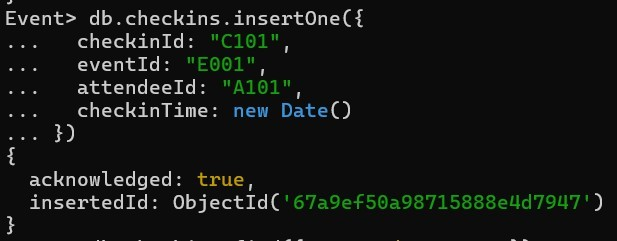 Event> db.checkins.insertOne({
...   checkinId: "C101",
...   eventId: "E001",
...   attendeeId: "A101",
...   checkinTime: new Date()
... })
{
  acknowledged: true,
  insertedId: ObjectId('67a9ef50a98715888e4d7947')
}